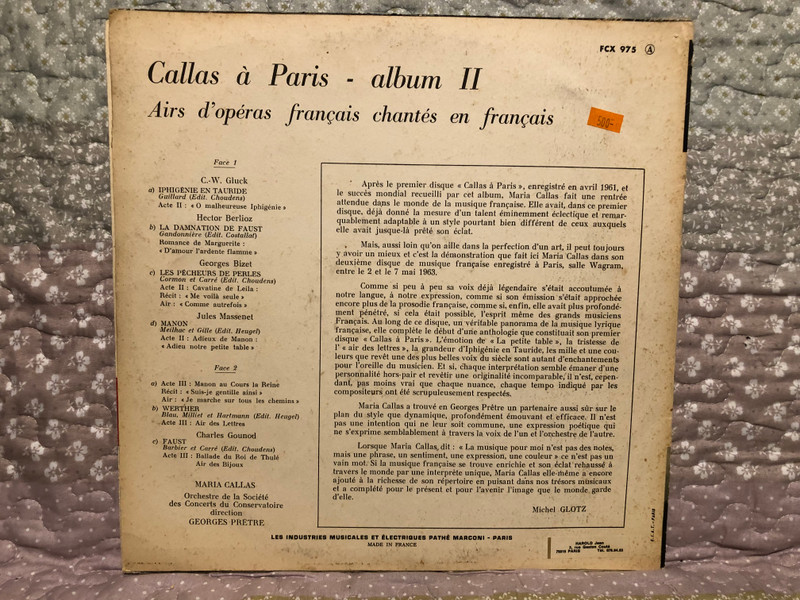 FCX 975 Ⓐ
Callas à Paris - album II
Airs d'opéras français chantés en français
500-
Face 1
C.-W. Gluck
a) IPHIGÉNIE EN TAURIDE
Gaillard (Edit. Choudens)
Acte II : « O malheureuse Iphigénie »
Hector Berlioz
b) LA DAMNATION DE FAUST
Gandonnière (Edit. Costallat)
Romance de Marguerite :
« D'amour l'ardente flamme »
Georges Bizet
c) LES PÊCHEURS DE PERLES
Cormon et Carré (Edit. Choudens)
Acte II : Cavatine de Leila :
Récit : « Me voilà seule »
Air : « Comme autrefois »
Jules Massenet
d) MANON
Meilhac et Gille (Edit. Heugel)
Acte II : Adieux de Manon :
« Adieu notre petite table »
Face 2
a) Acte III : Manon au Cours la Reine
Récit : « Suis-je gentille ainsi »
Air : « Je marche sur tous les chemins »
b) WERTHER
Blau, Milliet et Hartmann (Edit. Heugel)
Acte III : Air des Lettres
Charles Gounod
c) FAUST
Barbier et Carré (Edit. Choudens)
Acte III : Ballade du Roi de Thulé
Air des Bijoux
MARIA CALLAS
Orchestre de la Société
des Concerts du Conservatoire
direction
GEORGES PRÊTRE
Après le premier disque « Callas à Paris », enregistré en avril 1961, et
le succès mondial recueilli par cet album, Maria Callas fait une rentrée
attendue dans le monde de la musique française. Elle avait, dans ce premier
disque, déjà donné la mesure d'un talent éminemment éclectique et remar-
quablement adaptable à un style pourtant bien différent de ceux auxquels
elle avait jusque-là prêté son éclat.
Mais, aussi loin qu'on aille dans la perfection d'un art, il peut toujours
y avoir un mieux et c'est la démonstration que fait ici Maria Callas dans son
deuxième disque de musique française enregistré à Paris, salle Wagram,
entre le 2 et le 7 mai 1963.
Comme si peu à peu sa voix déjà légendaire s'était accoutumée à
notre langue, à notre expression, comme si son émission s'était approchée
encore plus de la prosodie française, comme si, enfin, elle avait plus profondé-
ment pénétré, si cela était possible, l'esprit même des grands musiciens
Français. Au long de ce disque, un véritable panorama de la musique lyrique
française, elle complète le début d'une anthologie que constituait son premier
disque « Callas à Paris ». L'émotion de « La petite table », la tristesse de
l' « air des lettres », la grandeur d'Iphigénie en Tauride, les mille et une cou-
leurs que revêt une des plus belles voix du siècle sont autant d'enchantements
pour l'oreille du musicien. Et si, chaque interprétation semble émaner d'une
personnalité hors-pair et revêtir une originalité incomparable, il n'est, cepen-
dant, pas moins vrai que chaque nuance, chaque tempo indiqué par les
compositeurs ont été scrupuleusement respectés.
Maria Callas a trouvé en Georges Prêtre un partenaire aussi sûr sur le
plan du style que dynamique, profondément émouvant et efficace. Il n'est
pas une intention qui ne leur soit commune, une expression poétique qui
ne s'exprime semblablement à travers la voix de l'un et l'orchestre de l'autre.
Lorsque Maria Callas dit : « La musique pour moi n'est pas des notes,
mais une phrase, un sentiment, une expression, une couleur » ce n'est pas un
vain mot. Si la musique française se trouve enrichie et son éclat rehaussé à
travers le monde par une interprète unique, Maria Callas elle-même a encore
ajouté à la richesse de son répertoire en puisant dans nos trésors musicaux
et a complété pour le présent et pour l'avenir l'image que le monde garde
d'elle.
Michel GLOTZ
LES INDUSTRIES MUSICALES ET ÉLECTRIQUES PATHÉ MARCONI - PARIS
MADE IN FRANCE
HAROLD Jean
PARIS